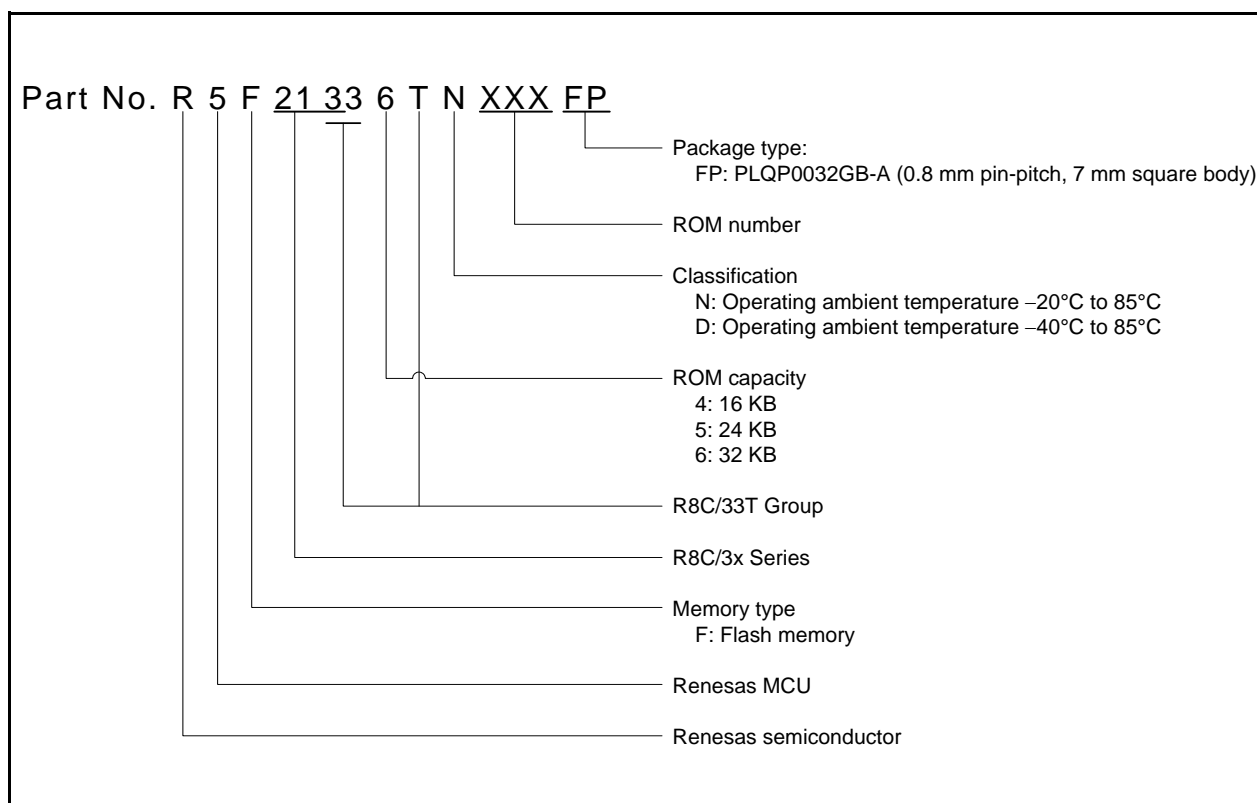 Part No. R 5 F 21 33 6 T N XXX FP
Package type:
FP: PLQP0032GB-A (0.8 mm pin-pitch, 7 mm square body)
ROM number
Classification
N: Operating ambient temperature −20°C to 85°C
D: Operating ambient temperature −40°C to 85°C
ROM capacity
4: 16 KB
5: 24 KB
6: 32 KB
R8C/33T Group
R8C/3x Series
Memory type
F: Flash memory
Renesas MCU
Renesas semiconductor